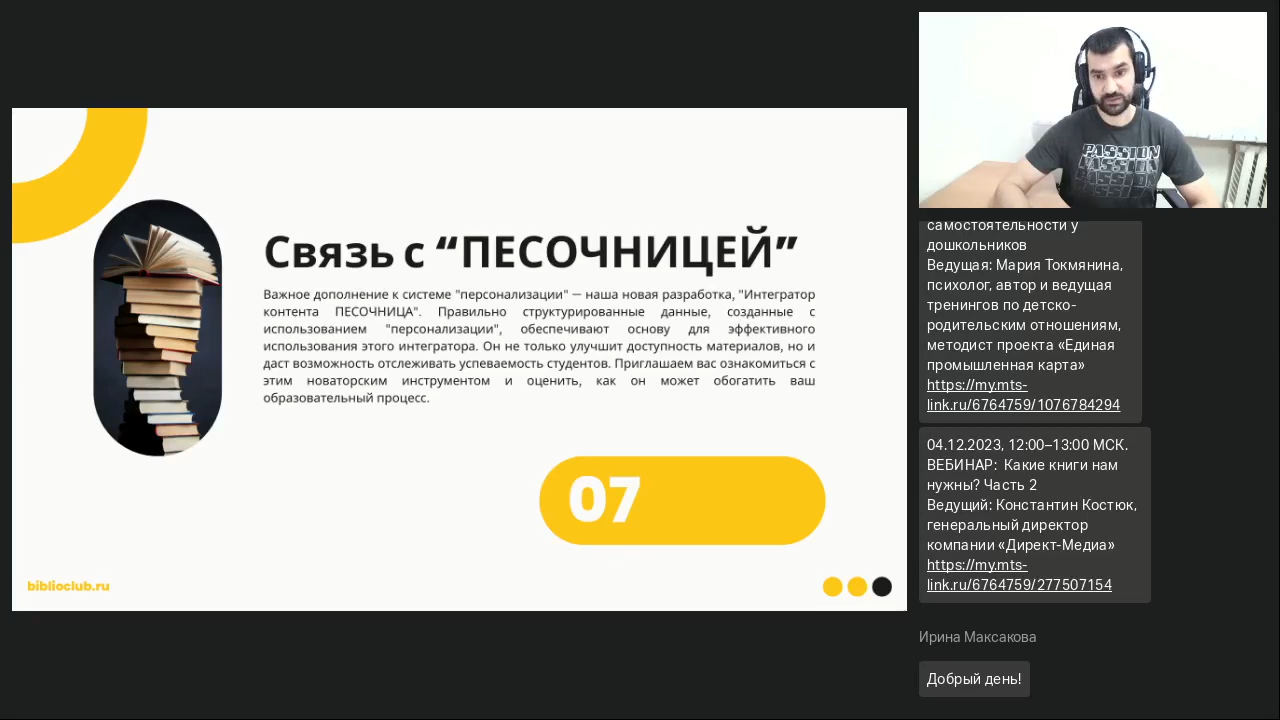 Связь с “ПЕСОЧНИЦЕЙ”
Важное дополнение к системе "персонализации" — наша новая разработка, "Интегратор
контента ПЕСОЧНИЦА". Правильно структурированные данные, созданные с
использованием "персонализации", обеспечивают основу для эффективного
использования этого интегратора. Он не только улучшит доступность материалов, но и
даст возможность отслеживать успеваемость студентов. Приглашаем вас ознакомиться с
этим новаторским инструментом и оценить, как он может обогатить ваш
образовательный процесс.
07
biblioclub.ru
PASSION
PASSION
PASSION
самостоятельности у
дошкольников
Ведущая: Мария Токмянина,
психолог, автор и ведущая
тренингов по детско-
родительским отношениям,
методист проекта «Единая
промышленная карта»
https://my.mts-
link.ru/6764759/1076784294
04.12.2023, 12:00–13:00 МСК.
ВЕБИНАР:  Какие книги нам
нужны? Часть 2
Ведущий: Константин Костюк,
генеральный директор
компании «Директ-Медиа»
https://my.mts-
link.ru/6764759/277507154
Ирина Максакова
Добрый день!